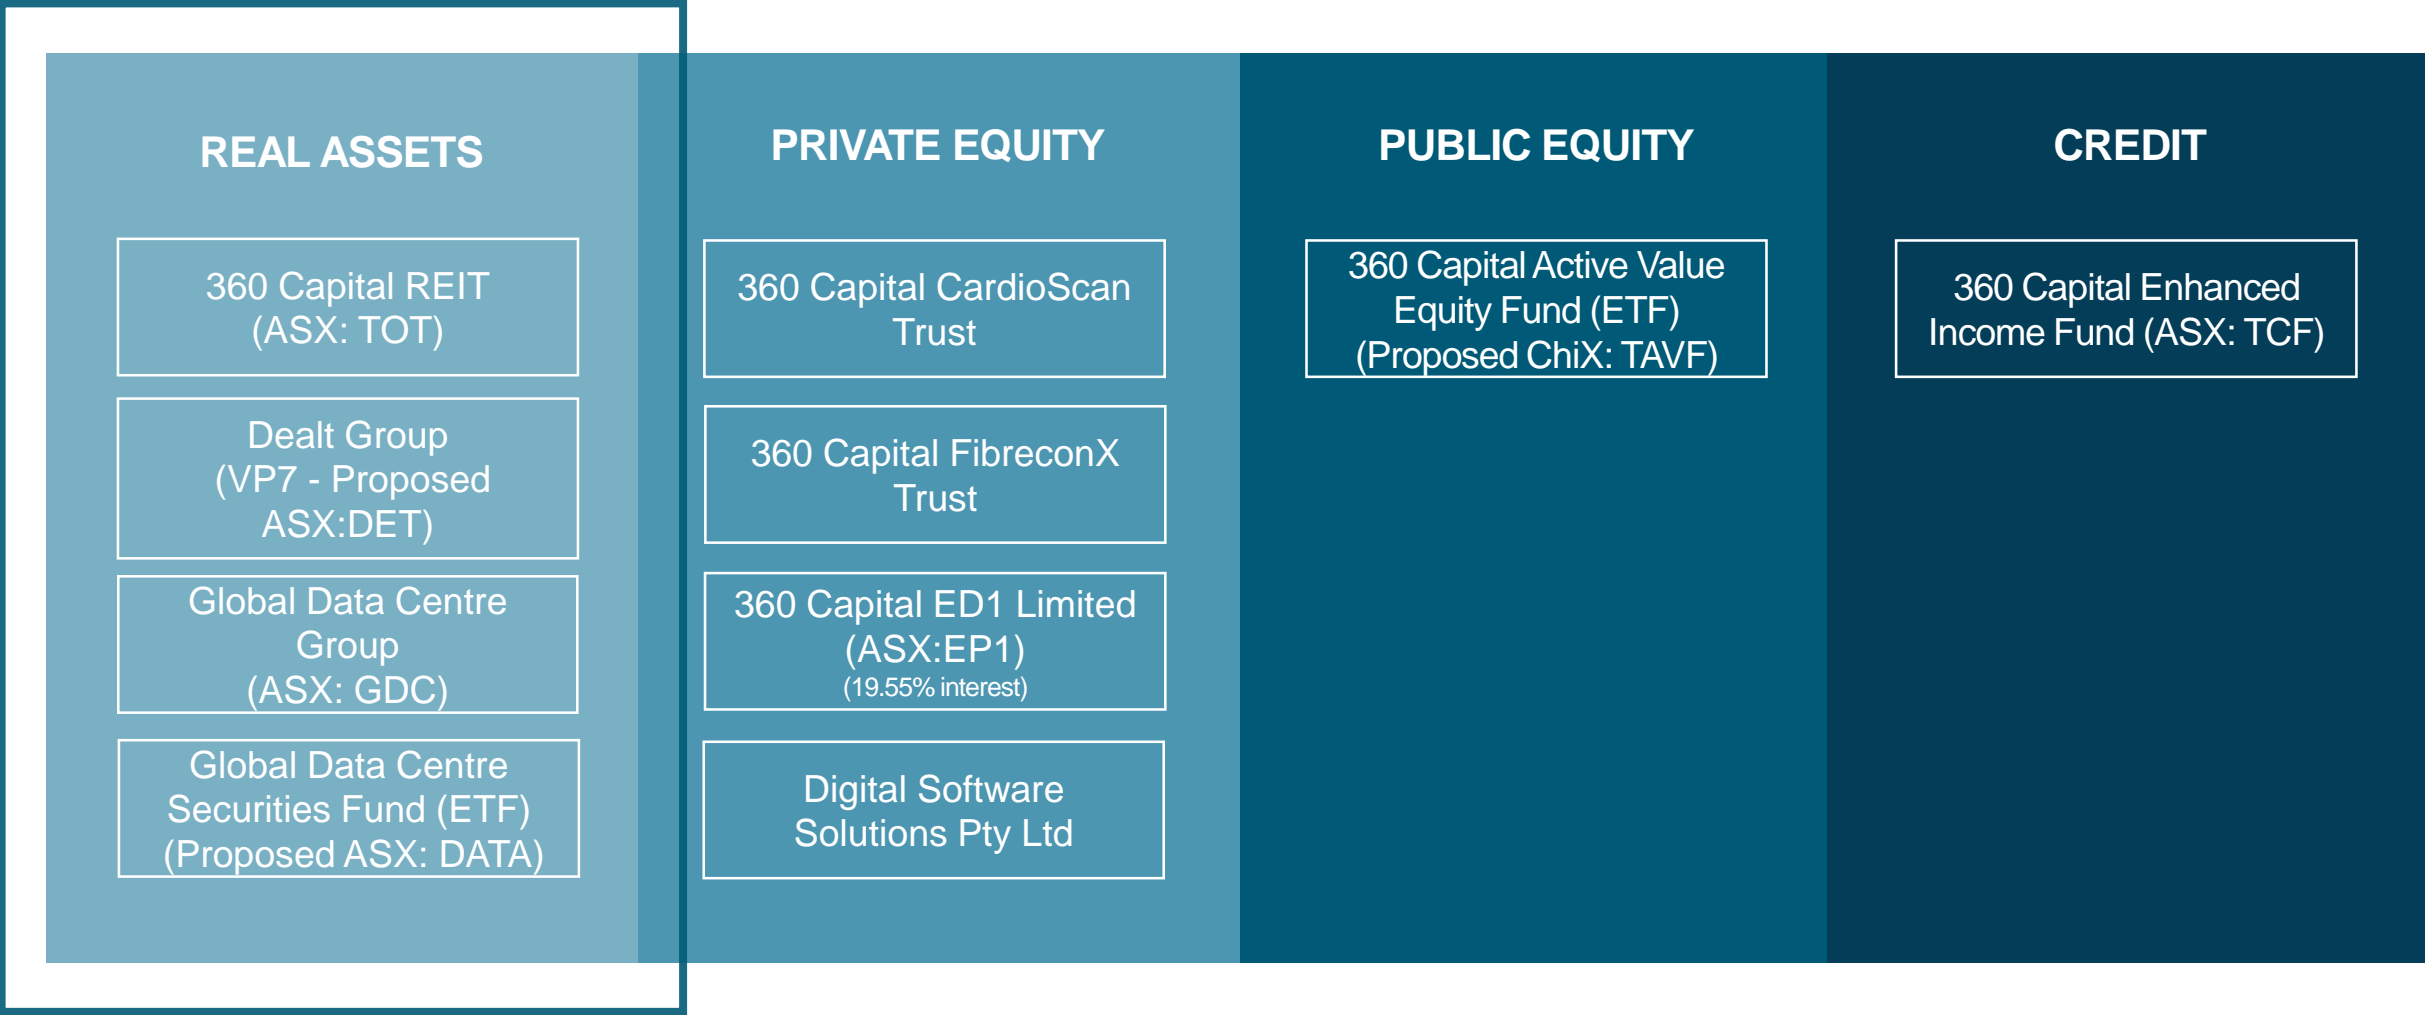 REAL ASSETS
360 Capital REIT
(ASX: TOT)
Dealt Group
(VP7 - Proposed
ASX:DET)
Global Data Centre
Group
(ASX: GDC)
Global Data Centre
Securities Fund (ETF)
(Proposed ASX: DATA)
PRIVATE EQUITY
360 Capital CardioScan
Trust
360 Capital FibreconX
Trust
360 Capital ED1 Limited
(ASX:EP1)
(19.55% interest)
Digital Software
Solutions Pty Ltd
PUBLIC EQUITY
360 Capital Active Value
Equity Fund (ETF)
(Proposed ChiX: TAVF)
CREDIT
360 Capital Enhanced
Income Fund (ASX: TCF)